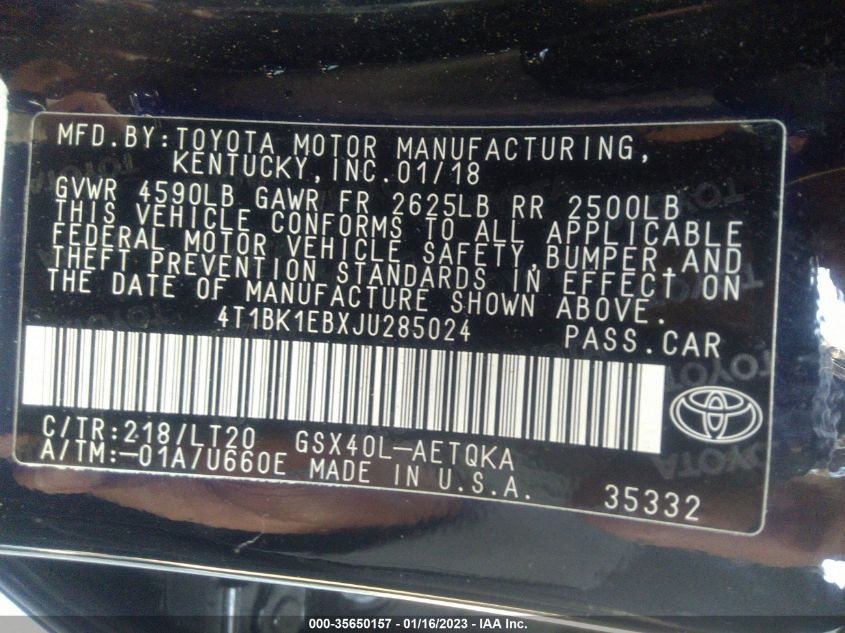 MFD.BY:TOYOTA MOTOR MANUFACTURING,
KENTUCKY, INC. 01/18
GVWR 4590LB GAWR FR 2625LB RR 2500LB
THIS VEHICLE CONFORMS TO ALL APPLICABLE
FEDERAL MOTOR VEHICLE SAFETY, BUMPER, AND
THEFT PREVENTION STANDARDS IN EFFECT ON
THE DATE OF MANUFACTURE SHOWN ABOVE.
4T1BK1EBXJU285024 PASS.CAR
C/TR:218/LT20 GSX40L-AETQKA
A/TM:-01A/U660E MADE IN U.S.A. 35332
TOYOTA
000-35650157 - 01/16/2023 - IAA Inc.